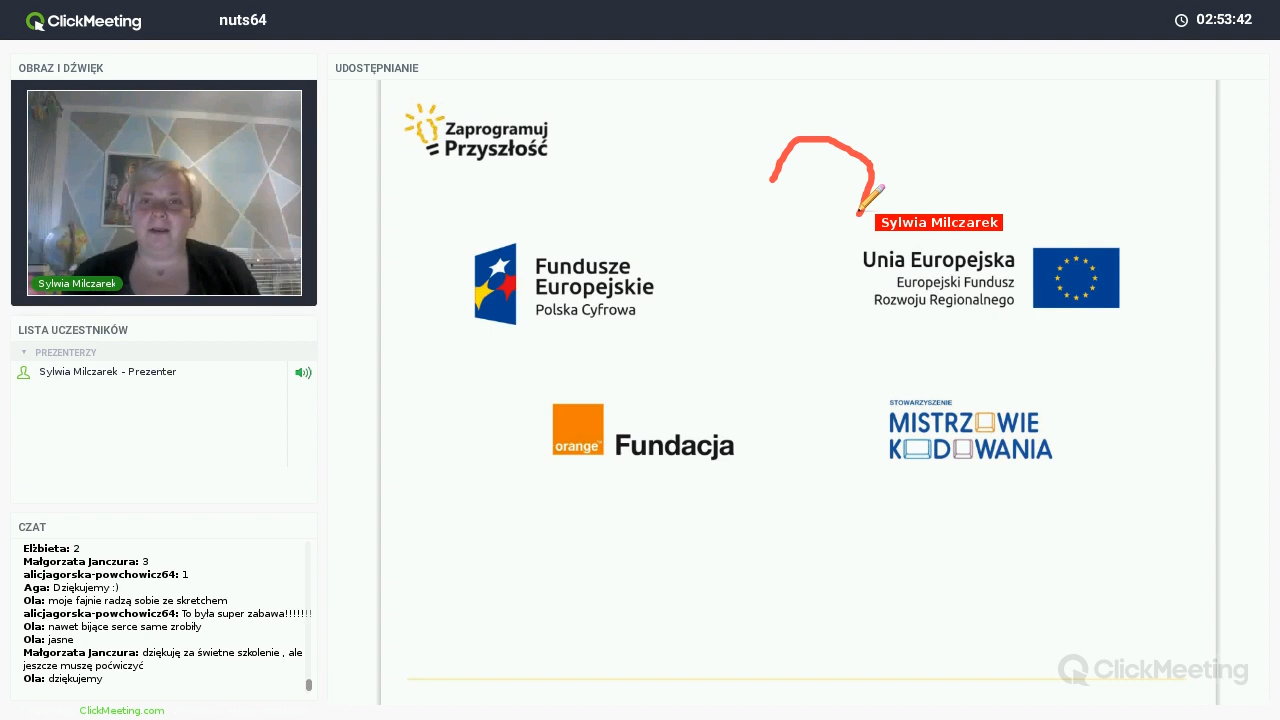 ClickMeeting
nuts64
02:53:42
OBRAZ I DŹWIĘK
Sylwia Milczarek
LISTA UCZESTNIKÓW
PREZENTERZY
Sylwia Milczarek - Prezenter
CZAT
Elżbieta: 2
Małgorzata Janczura: 3
alicjagorska-powchowicz64: 1
Aga: Dziękujemy :)
Ola: moje fajnie radzą sobie ze skretchem
alicjagorska-powchowicz64: To była super zabawa!!!!!!!
Ola: nawet bijące serce same zrobiły
Ola: jasne
Małgorzata Janczura: dziękuję za świetne szkolenie , ale
jeszcze muszę poćwiczyć
Ola: dziękujemy
ClickMeeting.com
UDOSTĘPNIANIE
Zaprogramuj
Przyszłość
Sylwia Milczarek
Fundusze
Europejskie
Polska Cyfrowa
Unia Europejska
Europejski Fundusz
Rozwoju Regionalnego
orange™
Fundacja
STOWARZYSZENIE
MISTRZOWIE
KODOWANIA
ClickMeeting